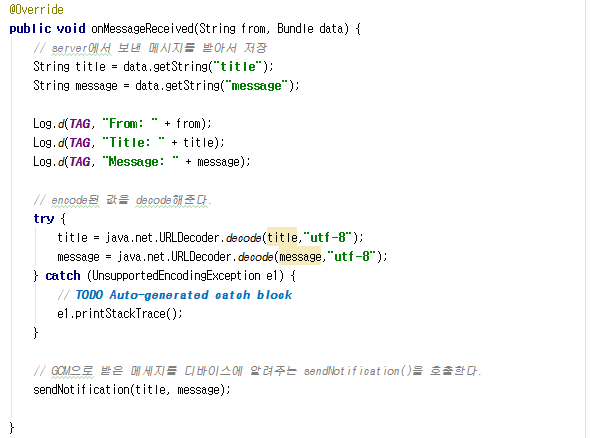 @Override
public void onMessageReceived(String from, Bundle data) {
// server에서 보낸 메시지를 받아서 저장
String title = data.getString("title");
String message = data.getString("message");
Log.d(TAG, "From: " + from);
Log.d(TAG, "Title: " + title);
Log.d(TAG, "Message: " + message);
// encode된 값을 decode해준다.
try {
title = java.net.URLDecoder.decode(title,"utf-8");
message = java.net.URLDecoder.decode(message,"utf-8");
} catch (UnsupportedEncodingException e1) {
// TODO Auto-generated catch block
e1.printStackTrace();
}
// GCM으로 받은 메세지를 디바이스에 알려주는 sendNotification()을 호출한다.
sendNotification(title, message);
}